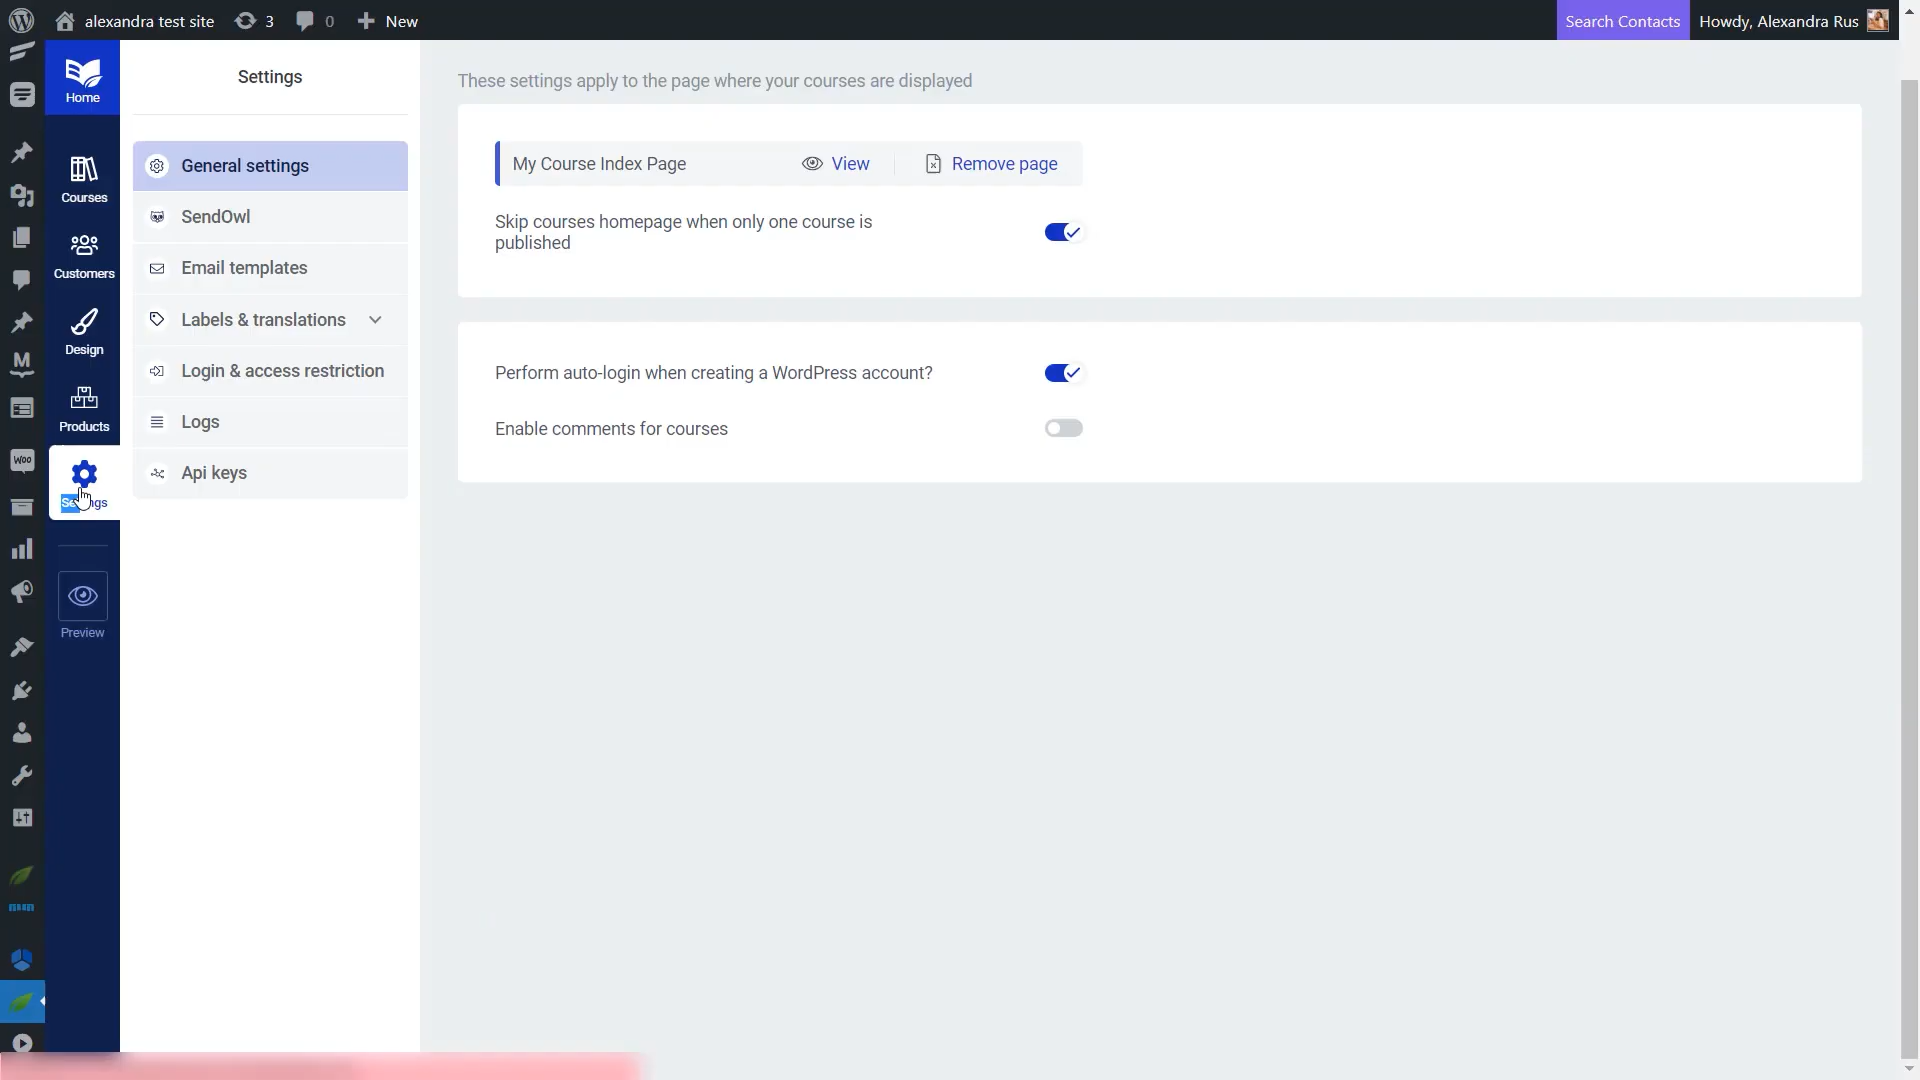 alexandra test site
3
0
New
Search Contacts
Howdy, Alexandra Rus
Home
Courses
Customers
Design
Products
Preview
Settings
General settings
SendOwl
Email templates
Labels & translations
Login & access restriction
Logs
Api keys
These settings apply to the page where your courses are displayed
My Course Index Page
View
Remove page
Skip courses homepage when only one course is
published
Perform auto-login when creating a WordPress account?
Enable comments for courses
M
Woo